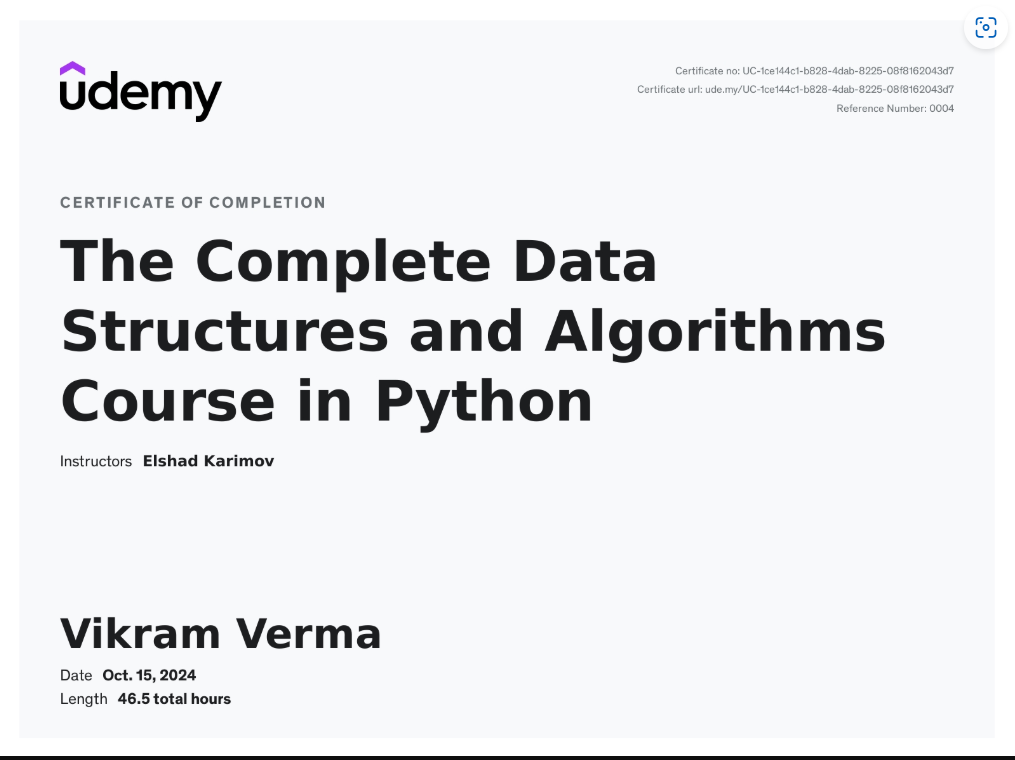 udemy
Certificate no: UC-1ce144c1-b828-4dab-8225-08f8162043d7
Certificate url: ude.my/UC-1ce144c1-b828-4dab-8225-08f8162043d7
Reference Number: 0004
CERTIFICATE OF COMPLETION
The Complete Data
Structures and Algorithms
Course in Python
Instructors Elshad Karimov
Vikram Verma
Date Oct. 15, 2024
Length 46.5 total hours